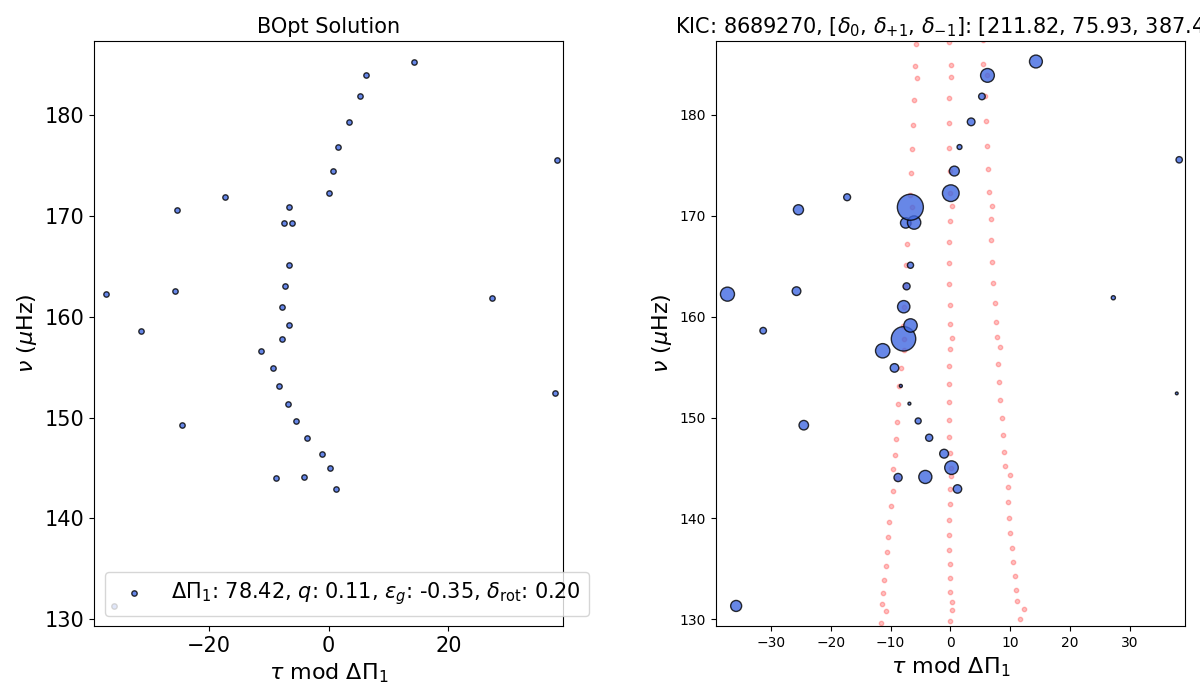 BOpt Solution
ν (μHz)
180
170
160
150
140
130
−20 0 20
τ mod ΔΠ₁
ΔΠ₁: 78.42, q: 0.11, ε_g: -0.35, δ_rot: 0.20
KIC: 8689270, [δ₀, δ₊₁, δ₋₁]: [211.82, 75.93, 387.4
ν (μHz)
180
170
160
150
140
130
−30 −20 −10 0 10 20 30
τ mod ΔΠ₁